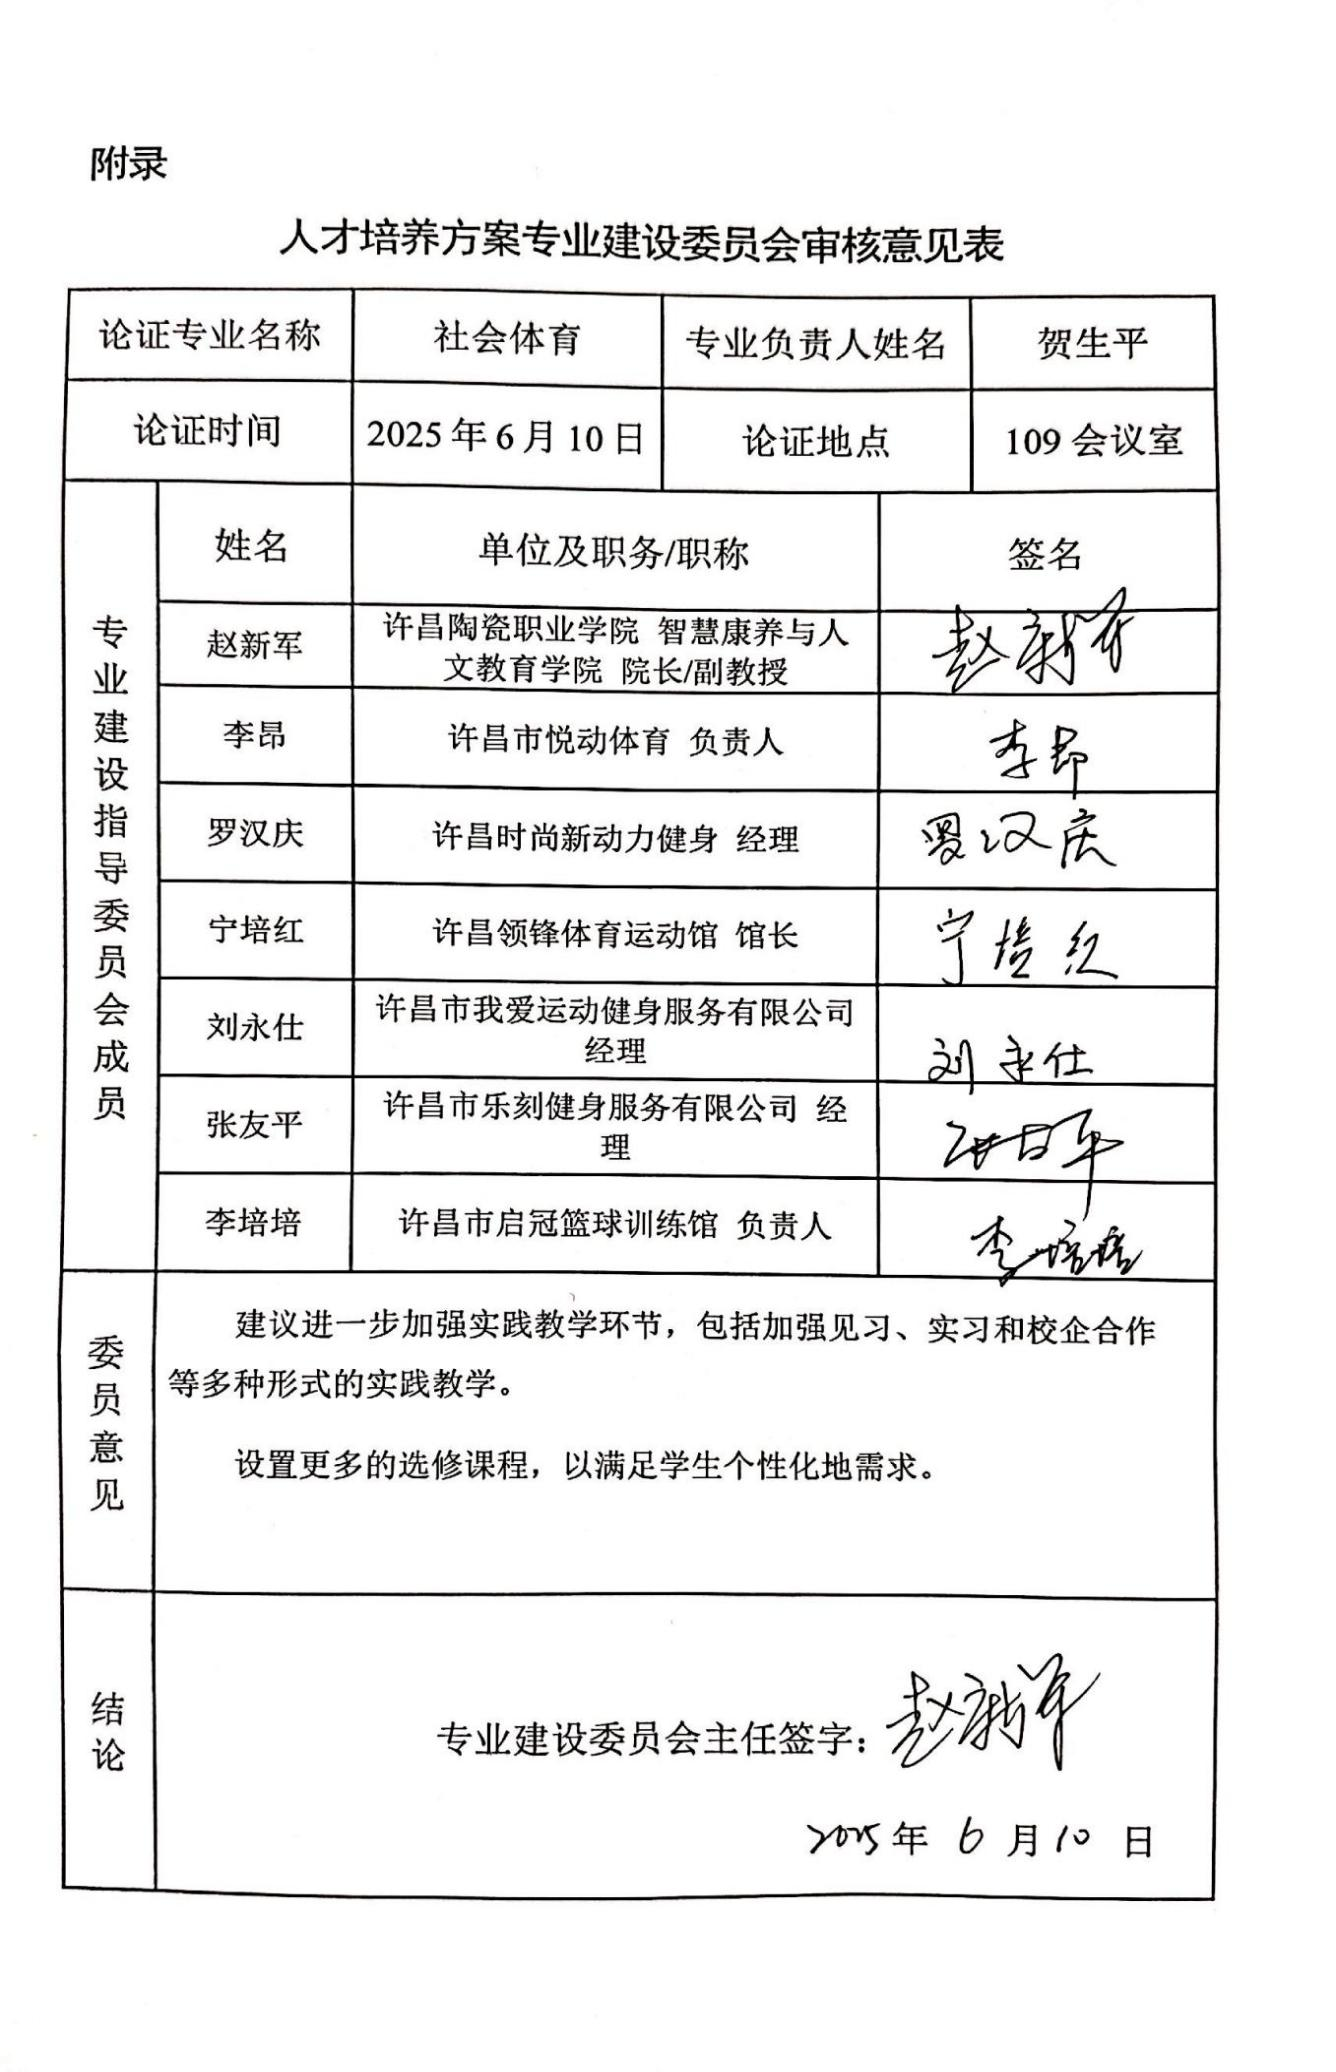 附录
人才培养方案专业建设委员会审核意见表
论证专业名称 社会体育 专业负责人姓名 贺生平
论证时间 2025年6月10日 论证地点 109会议室
专业建设指导委员会成员
姓名 单位及职务/职称 签名
赵新军 许昌陶瓷职业学院 智慧康养与人
文教育学院 院长/副教授 赵新军
李昂 许昌市悦动体育 负责人 李昂
罗汉庆 许昌时尚新动力健身 经理 罗汉庆
宁培红 许昌领锋体育运动馆 馆长 宁培红
刘永仕 许昌市我爱运动健身服务有限公司
经理 刘永仕
张友平 许昌市乐刻健身服务有限公司 经
理 张友平
李培培 许昌市启冠篮球训练馆 负责人 李培培
委员意见
建议进一步加强实践教学环节，包括加强见习、实习和校企合作
等多种形式的实践教学。
设置更多的选修课程，以满足学生个性化地需求。
结论
专业建设委员会主任签字：赵新军
2025年 6 月 10 日